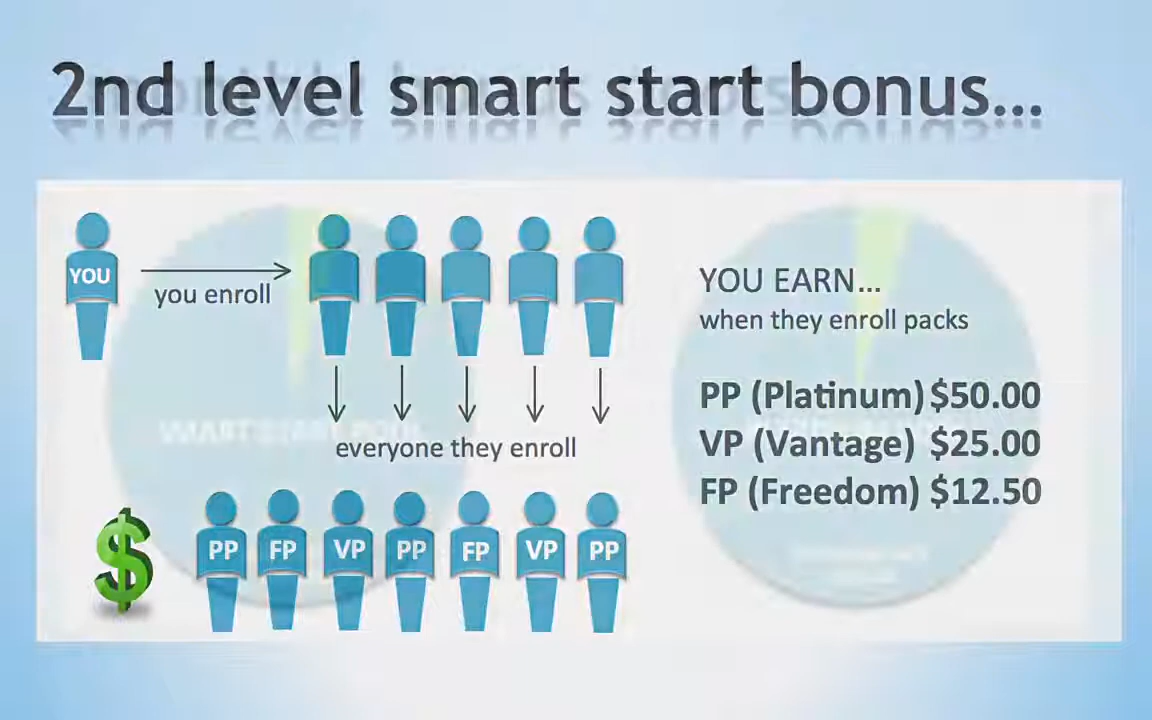 2nd level smart start bonus...
YOU
you enroll
everyone they enroll
PP FP VP PP FP VP PP
YOU EARN...
when they enroll packs
PP (Platinum) $50.00
VP (Vantage) $25.00
FP (Freedom) $12.50